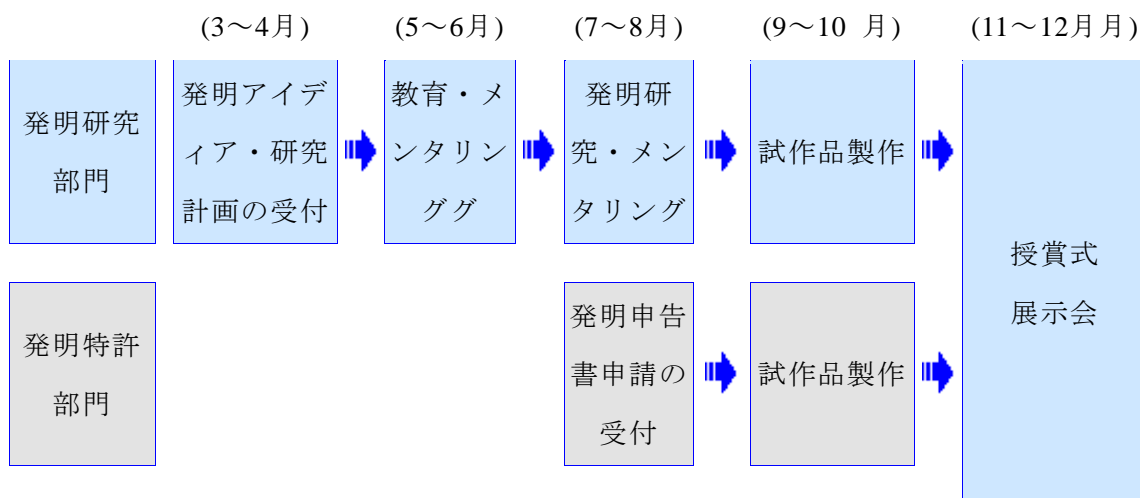 (3～4月)
(5～6月)
(7～8月)
(9～10 月)
(11～12月月)
発明研究
部門
発明アイデ
ィア・研究
計画の受付
教育・メ
ンタリン
ググ
発明研
究・メン
タリング
試作品製作
授賞式
展示会
発明特許
部門
発明申告
書申請の
受付
試作品製作